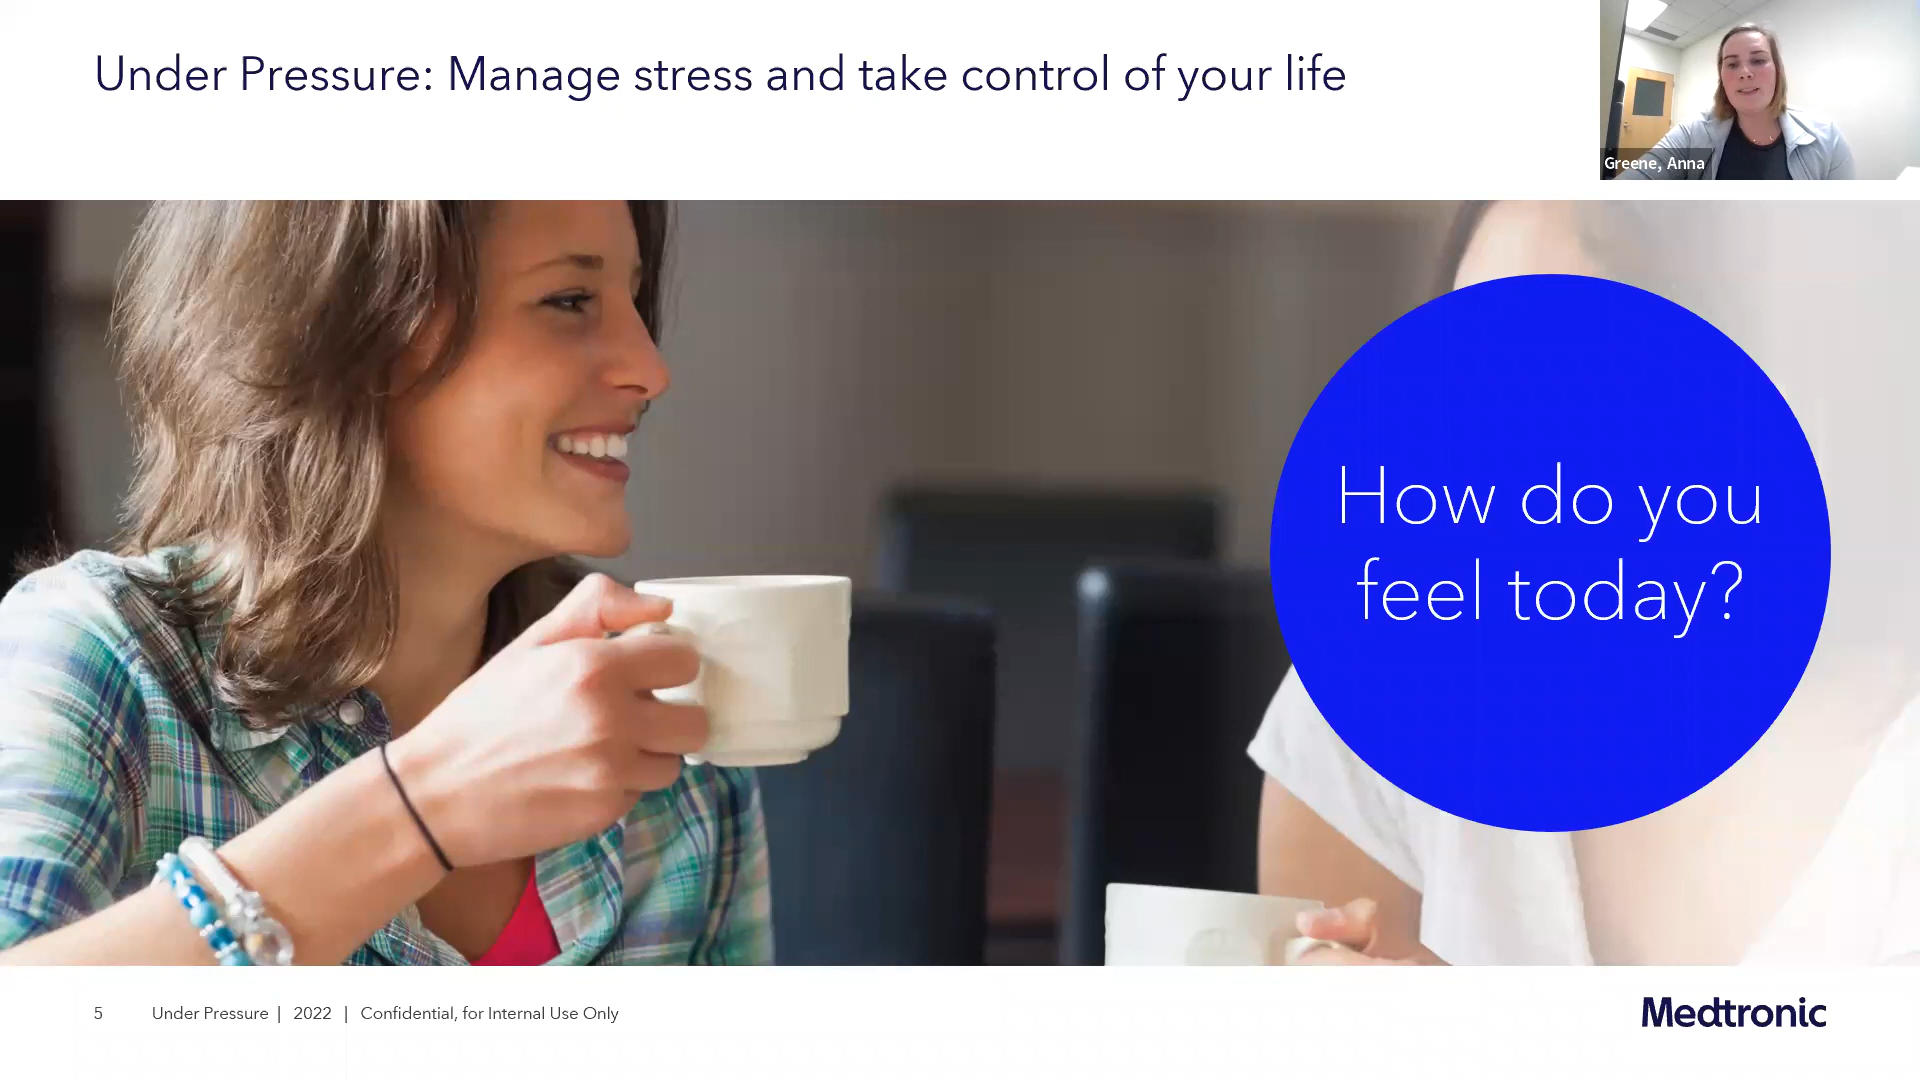 Under Pressure: Manage stress and take control of your life
Greene, Anna
How do you
feel today?
5 Under Pressure | 2022 | Confidential, for Internal Use Only
Medtronic